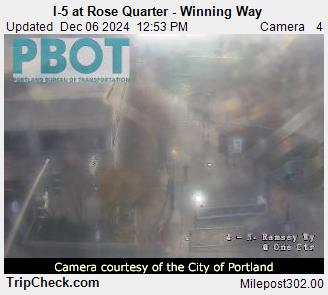 I-5 at Rose Quarter - Winning Way
Updated Dec 06 2024 12:53 PM Camera 4
PBOT
PORTLAND BUREAU OF TRANSPORTATION
- N. Ramsey Wy
@ One Ctr
Camera courtesy of the City of Portland
TripCheck.com Milepost302.00